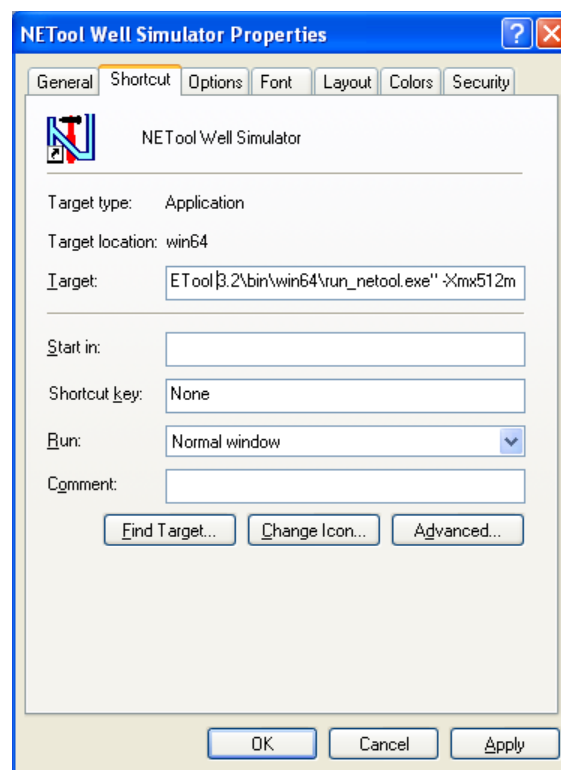 NETool Well Simulator Properties
General Shortcut Options Font Layout Colors Security
NETool Well Simulator
Target type: Application
Target location: win64
Target: ETool 3.2\bin\win64\run_netool.exe" -Xmx512m
Start in:
Shortcut key: None
Run: Normal window
Comment:
Find Target... Change Icon... Advanced...
OK Cancel Apply